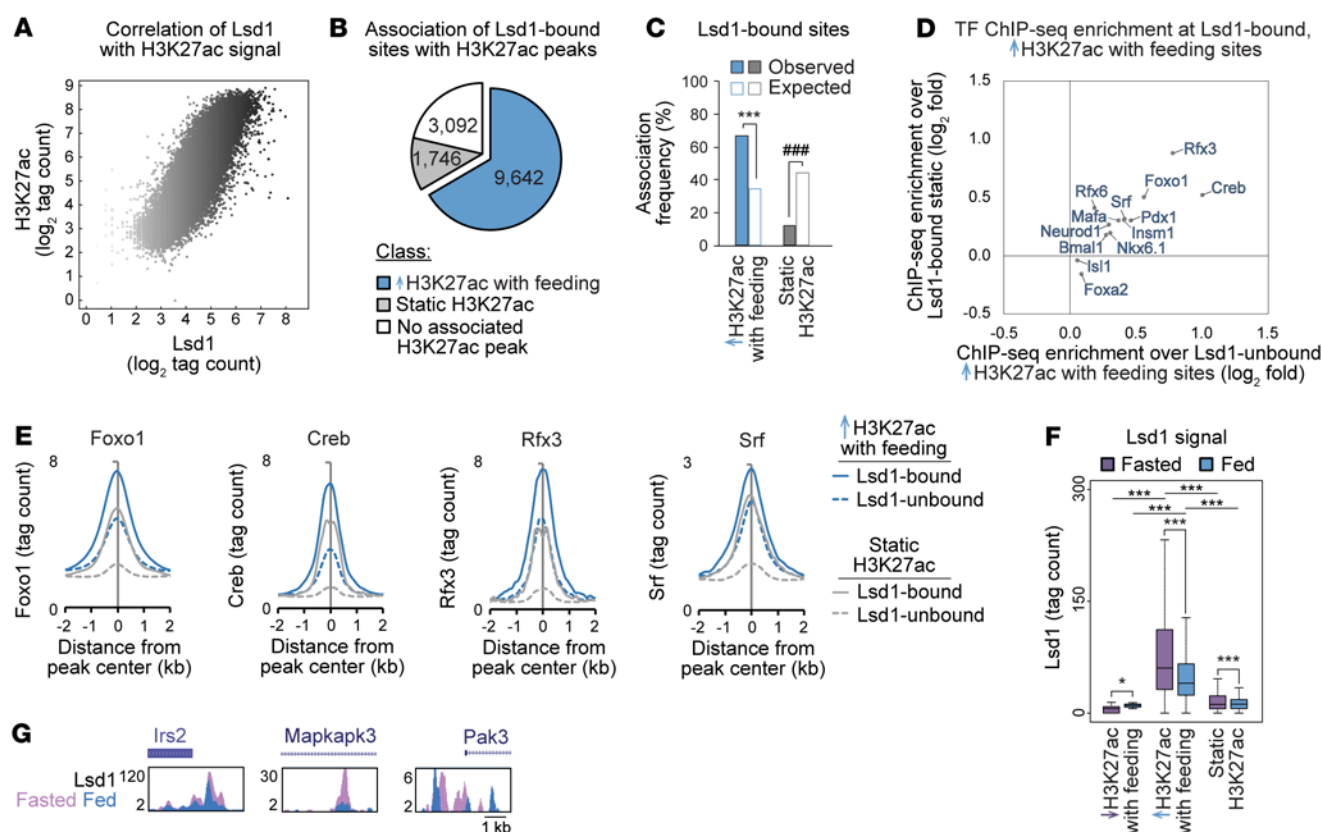 A
Correlation of Lsd1
with H3K27ac signal
H3K27ac
(log2 tag count)
9
8
7
6
5
4
3
2
1
0
0 1 2 3 4 5 6 7 8
Lsd1
(log2 tag count)
B
Association of Lsd1-bound
sites with H3K27ac peaks
3,092
1,746
9,642
Class:
↑H3K27ac with feeding
Static H3K27ac
No associated
H3K27ac peak
C
Lsd1-bound sites
Observed
Expected
Association
frequency (%)
100
80
60
40
20
0
***
###
↑H3K27ac
with feeding
Static
H3K27ac
D
TF ChIP-seq enrichment at Lsd1-bound,
↑H3K27ac with feeding sites
ChIP-seq enrichment over
Lsd1-bound static (log2 fold)
1.5
1.0
0.5
0.0
-0.5
Rfx3
Foxo1
Creb
Rfx6
Srf
Mafa
Pdx1
Neurod1
Insm1
Bmal1
Nkx6.1
Isl1
Foxa2
-0.5 0.0 0.5 1.0 1.5
ChIP-seq enrichment over Lsd1-unbound
↑H3K27ac with feeding sites (log2 fold)
E
Foxo1
Foxo1 (tag count)
8
0
-2 -1 0 1 2
Distance from
peak center (kb)
Creb
Creb (tag count)
8
0
-2 -1 0 1 2
Distance from
peak center (kb)
Rfx3
Rfx3 (tag count)
8
0
-2 -1 0 1 2
Distance from
peak center (kb)
Srf
Srf (tag count)
3
0
-2 -1 0 1 2
Distance from
peak center (kb)
↑H3K27ac
with feeding
Lsd1-bound
Lsd1-unbound
Static
H3K27ac
Lsd1-bound
Lsd1-unbound
F
Lsd1 signal
Fasted Fed
Lsd1 (tag count)
300
150
0
*** ***
*** ***
***
*
***
↓H3K27ac
with feeding
↑H3K27ac
with feeding
Static
H3K27ac
G
Irs2
Mapkapk3
Pak3
Lsd1
Fasted Fed
120
2
30
2
6
2
1 kb